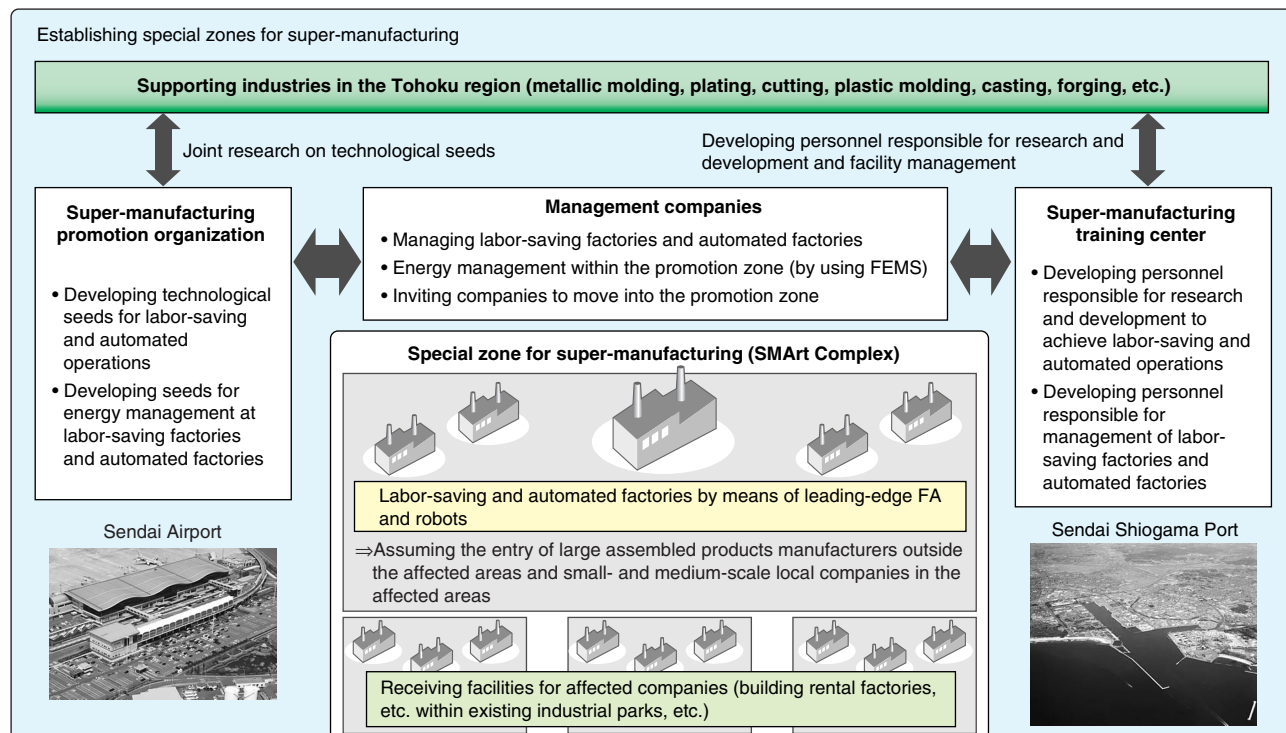 Establishing special zones for super-manufacturing
Supporting industries in the Tohoku region (metallic molding, plating, cutting, plastic molding, casting, forging, etc.)
Joint research on technological seeds
Developing personnel responsible for research and
development and facility management
Super-manufacturing
promotion organization
• Developing technological
seeds for labor-saving
and automated
operations
• Developing seeds for
energy management at
labor-saving factories
and automated factories
Management companies
• Managing labor-saving factories and automated factories
• Energy management within the promotion zone (by using FEMS)
• Inviting companies to move into the promotion zone
Super-manufacturing
training center
• Developing personnel
responsible for research
and development to
achieve labor-saving and
automated operations
• Developing personnel
responsible for
management of labor-
saving factories and
automated factories
Special zone for super-manufacturing (SMArt Complex)
Labor-saving and automated factories by means of leading-edge FA
and robots
⇒Assuming the entry of large assembled products manufacturers outside
the affected areas and small- and medium-scale local companies in the
affected areas
Receiving facilities for affected companies (building rental factories,
etc. within existing industrial parks, etc.)
Sendai Airport
Sendai Shiogama Port